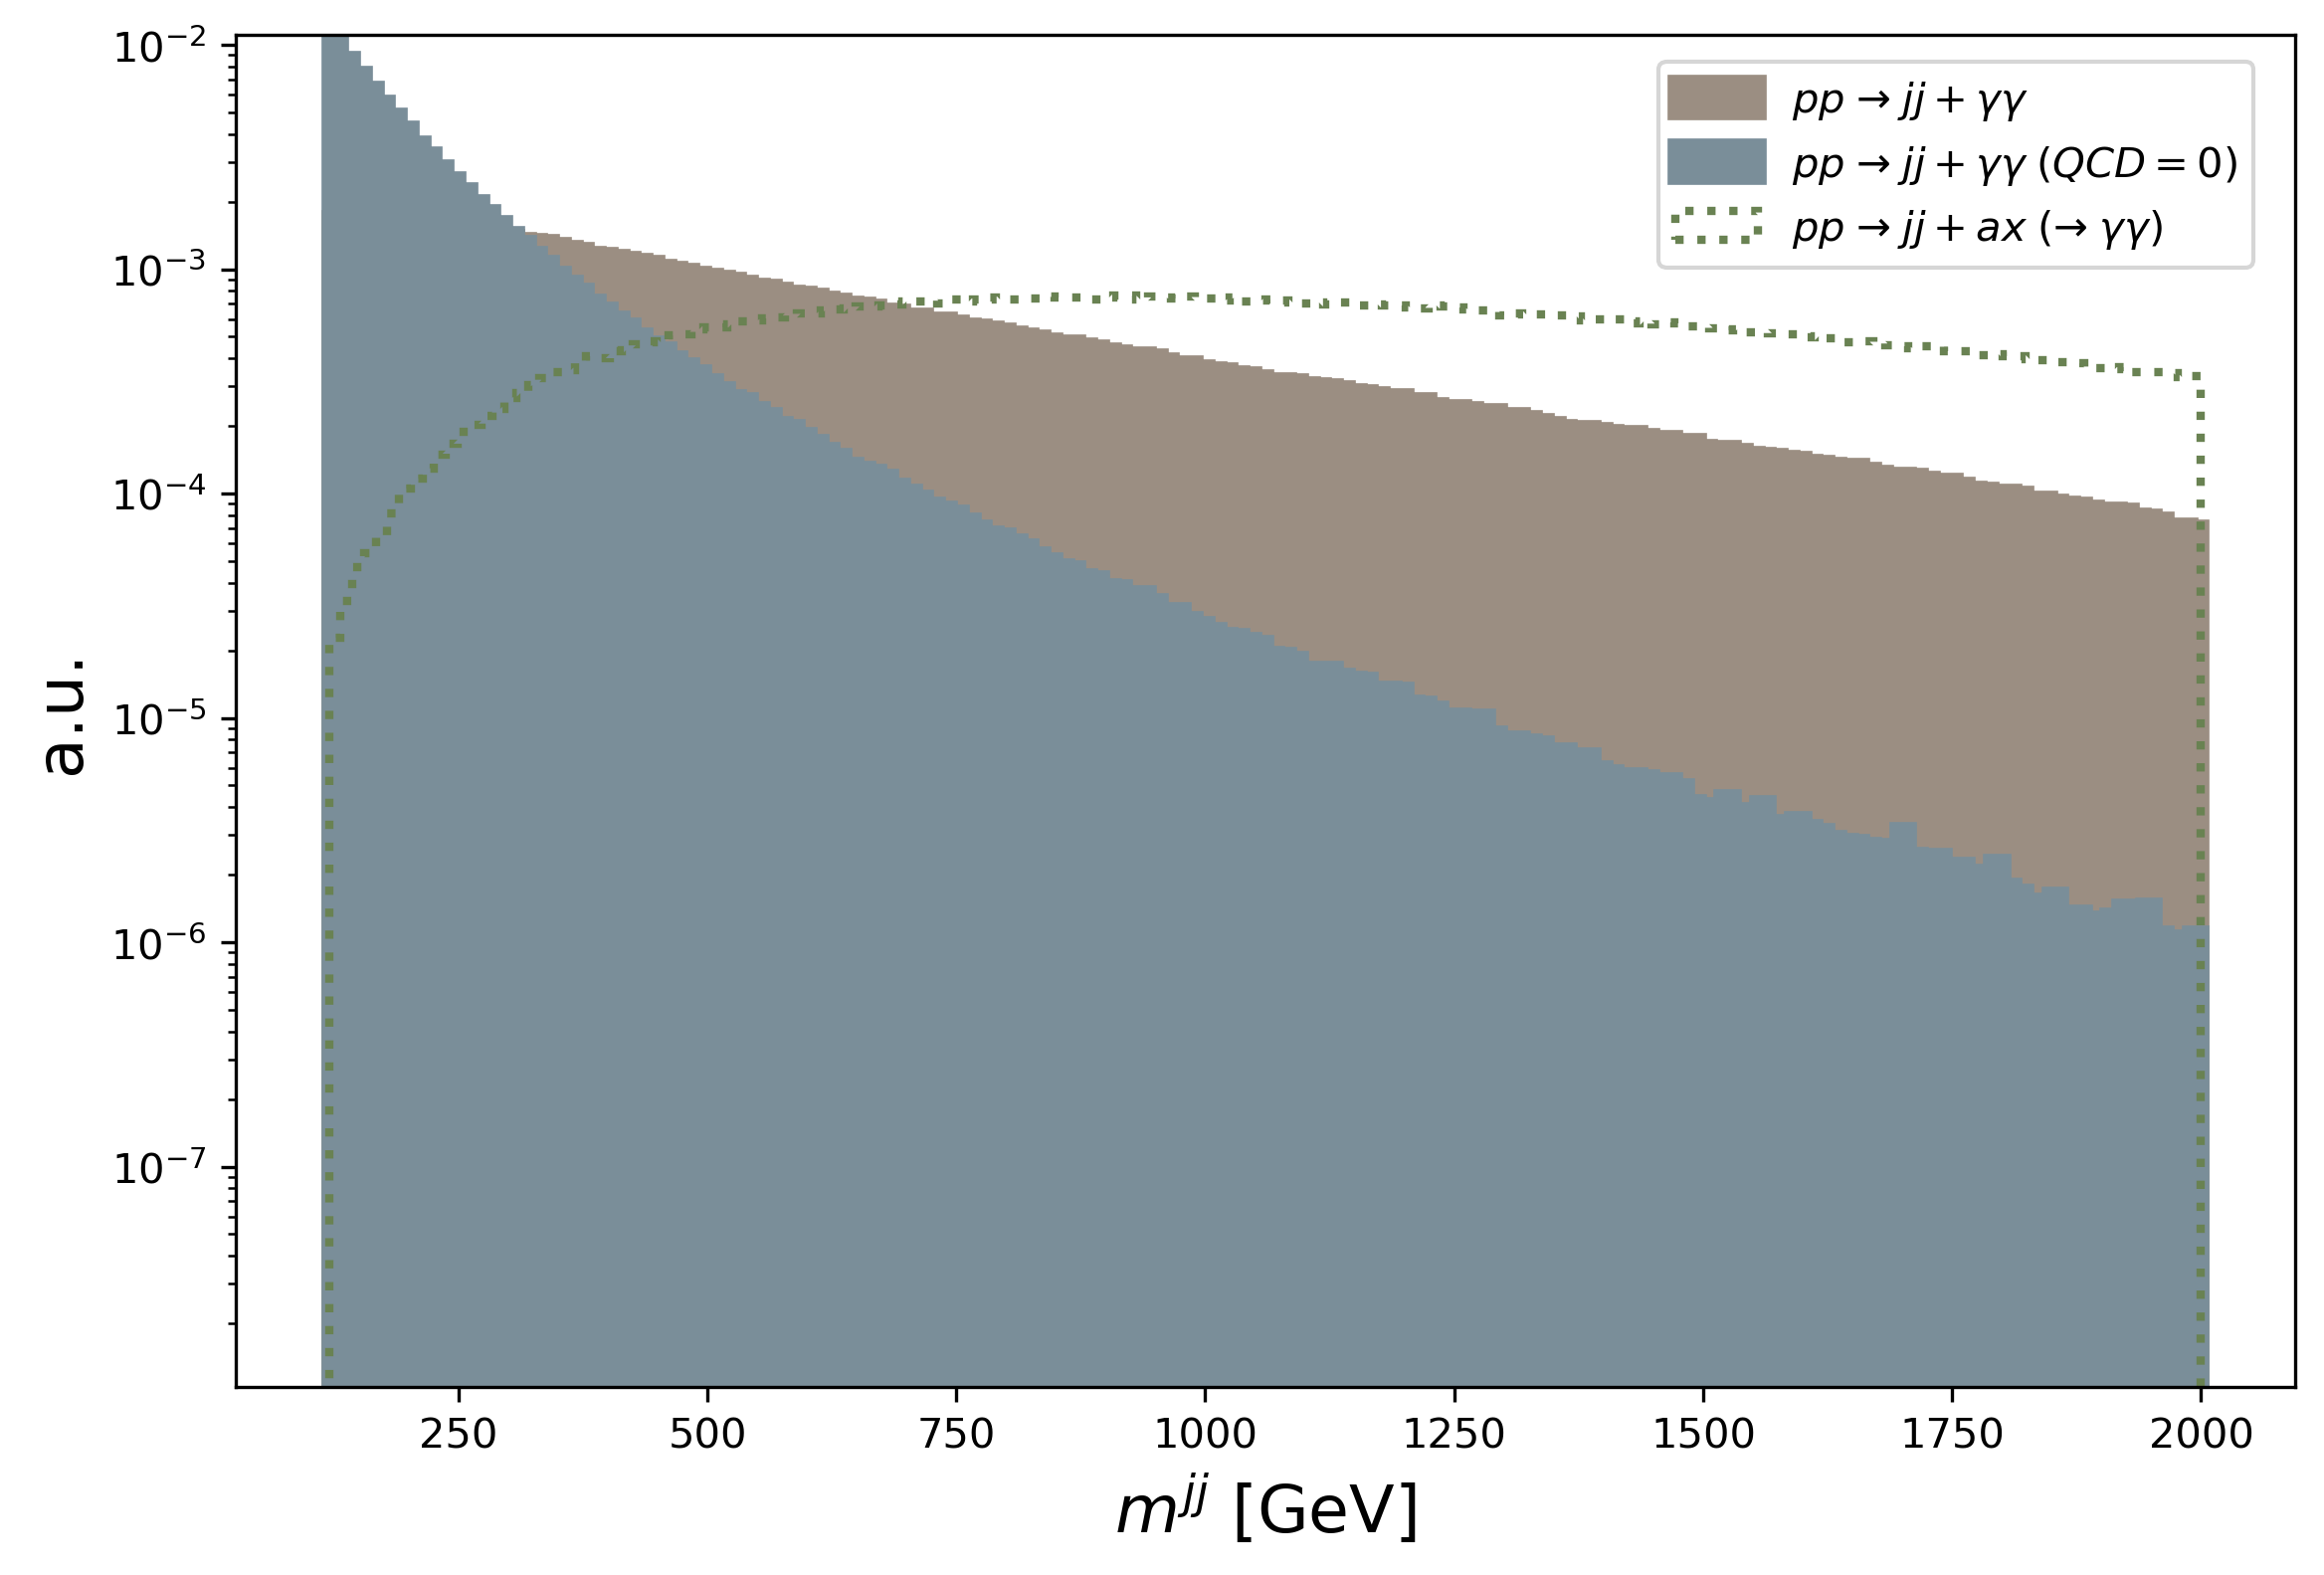 10⁻²
10⁻³
10⁻⁴
10⁻⁵
10⁻⁶
10⁻⁷
a.u.
pp → jj + γγ
pp → jj + γγ (QCD = 0)
pp → jj + ax (→ γγ)
250 500 750 1000 1250 1500 1750 2000
m^{jj} [GeV]